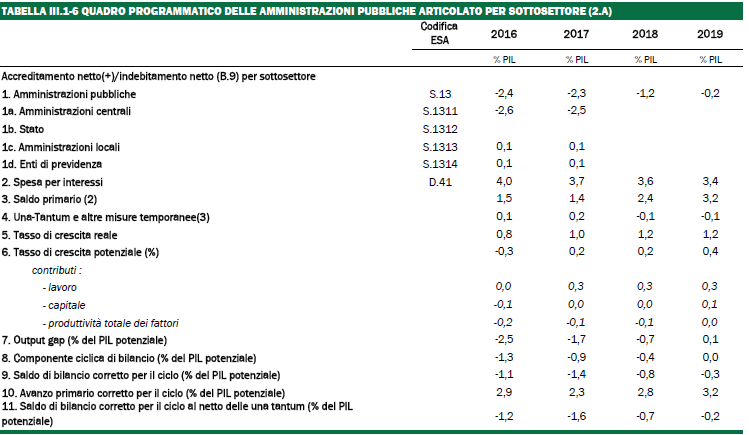 TABELLA III.1-6 QUADRO PROGRAMMATICO DELLE AMMINISTRAZIONI PUBBLICHE ARTICOLATO PER SOTTOSETTORE (2.A)
Codifica ESA 2016 2017 2018 2019
% PIL % PIL % PIL % PIL
Accreditamento netto(+)/indebitamento netto (B.9) per sottosettore
1. Amministrazioni pubbliche S.13 -2,4 -2,3 -1,2 -0,2
1a. Amministrazioni centrali S.1311 -2,6 -2,5
1b. Stato S.1312
1c. Amministrazioni locali S.1313 0,1 0,1
1d. Enti di previdenza S.1314 0,1 0,1
2. Spesa per interessi D.41 4,0 3,7 3,6 3,4
3. Saldo primario (2) 1,5 1,4 2,4 3,2
4. Una-Tantum e altre misure temporanee(3) 0,1 0,2 -0,1 -0,1
5. Tasso di crescita reale 0,8 1,0 1,2 1,2
6. Tasso di crescita potenziale (%) -0,3 0,2 0,2 0,4
contributi :
- lavoro 0,0 0,3 0,3 0,3
- capitale -0,1 0,0 0,0 0,1
- produttività totale dei fattori -0,2 -0,1 -0,1 0,0
7. Output gap (% del PIL potenziale) -2,5 -1,7 -0,7 0,1
8. Componente ciclica di bilancio (% del PIL potenziale) -1,3 -0,9 -0,4 0,0
9. Saldo di bilancio corretto per il ciclo (% del PIL potenziale) -1,1 -1,4 -0,8 -0,3
10. Avanzo primario corretto per il ciclo (% del PIL potenziale) 2,9 2,3 2,8 3,2
11. Saldo di bilancio corretto per il ciclo al netto delle una tantum (% del PIL
potenziale) -1,2 -1,6 -0,7 -0,2